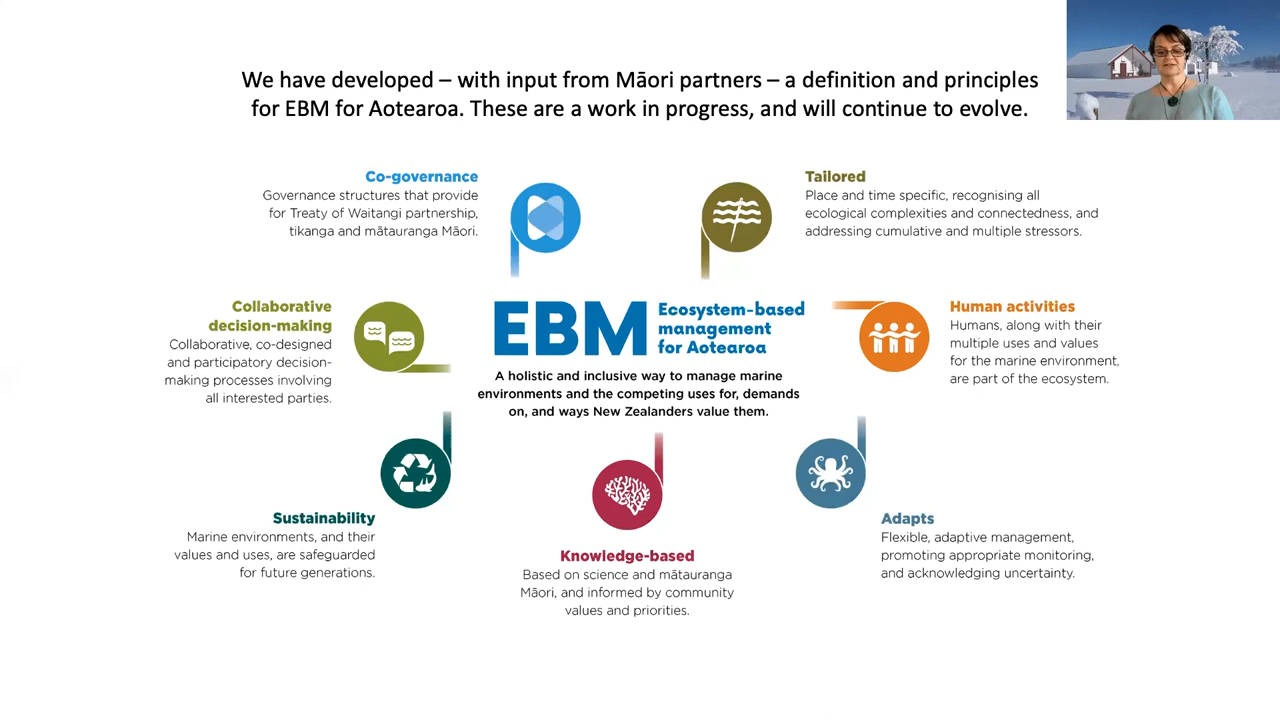 We have developed – with input from Māori partners – a definition and principles
for EBM for Aotearoa. These are a work in progress, and will continue to evolve.
Co-governance
Governance structures that provide
for Treaty of Waitangi partnership,
tikanga and mātauranga Māori.
Tailored
Place and time specific, recognising all
ecological complexities and connectedness, and
addressing cumulative and multiple stressors.
Collaborative
decision-making
Collaborative, co-designed
and participatory decision-
making processes involving
all interested parties.
EBM
Ecosystem-based
management
for Aotearoa
A holistic and inclusive way to manage marine
environments and the competing uses for, demands
on, and ways New Zealanders value them.
Human activities
Humans, along with their
multiple uses and values
for the marine environment,
are part of the ecosystem.
Sustainability
Marine environments, and their
values and uses, are safeguarded
for future generations.
Knowledge-based
Based on science and mātauranga
Māori, and informed by community
values and priorities.
Adapts
Flexible, adaptive management,
promoting appropriate monitoring,
and acknowledging uncertainty.